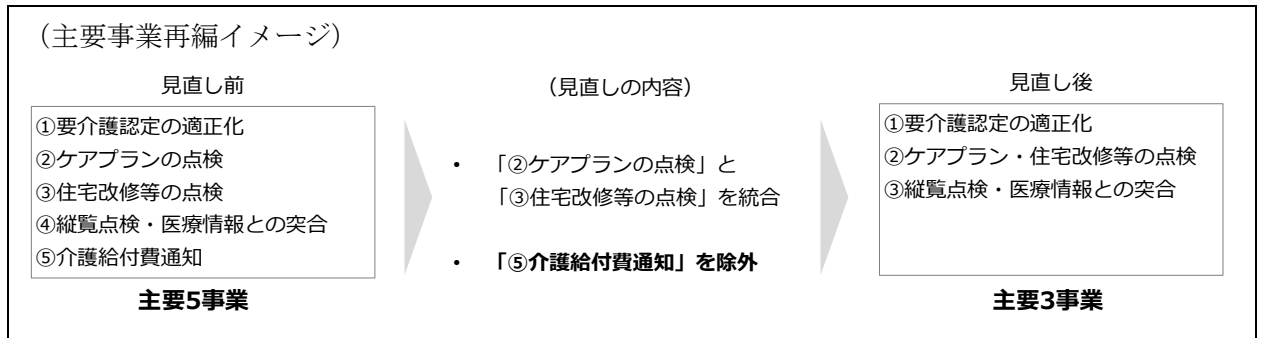 （主要事業再編イメージ）
見直し前
①要介護認定の適正化
②ケアプランの点検
③住宅改修等の点検
④縦覧点検・医療情報との突合
⑤介護給付費通知
主要5事業
（見直しの内容）
・ 「②ケアプランの点検」と
「③住宅改修等の点検」を統合
・ 「⑤介護給付費通知」を除外
見直し後
①要介護認定の適正化
②ケアプラン・住宅改修等の点検
③縦覧点検・医療情報との突合
主要3事業